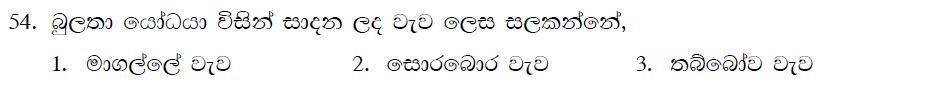 54. බුලතා යෝධයා විසින් සාදන ලද වැව ලෙස සලකන්නේ,
1. මාගල්ලේ වැව 2. සොරබොර වැව 3. තබ්බෝව වැව